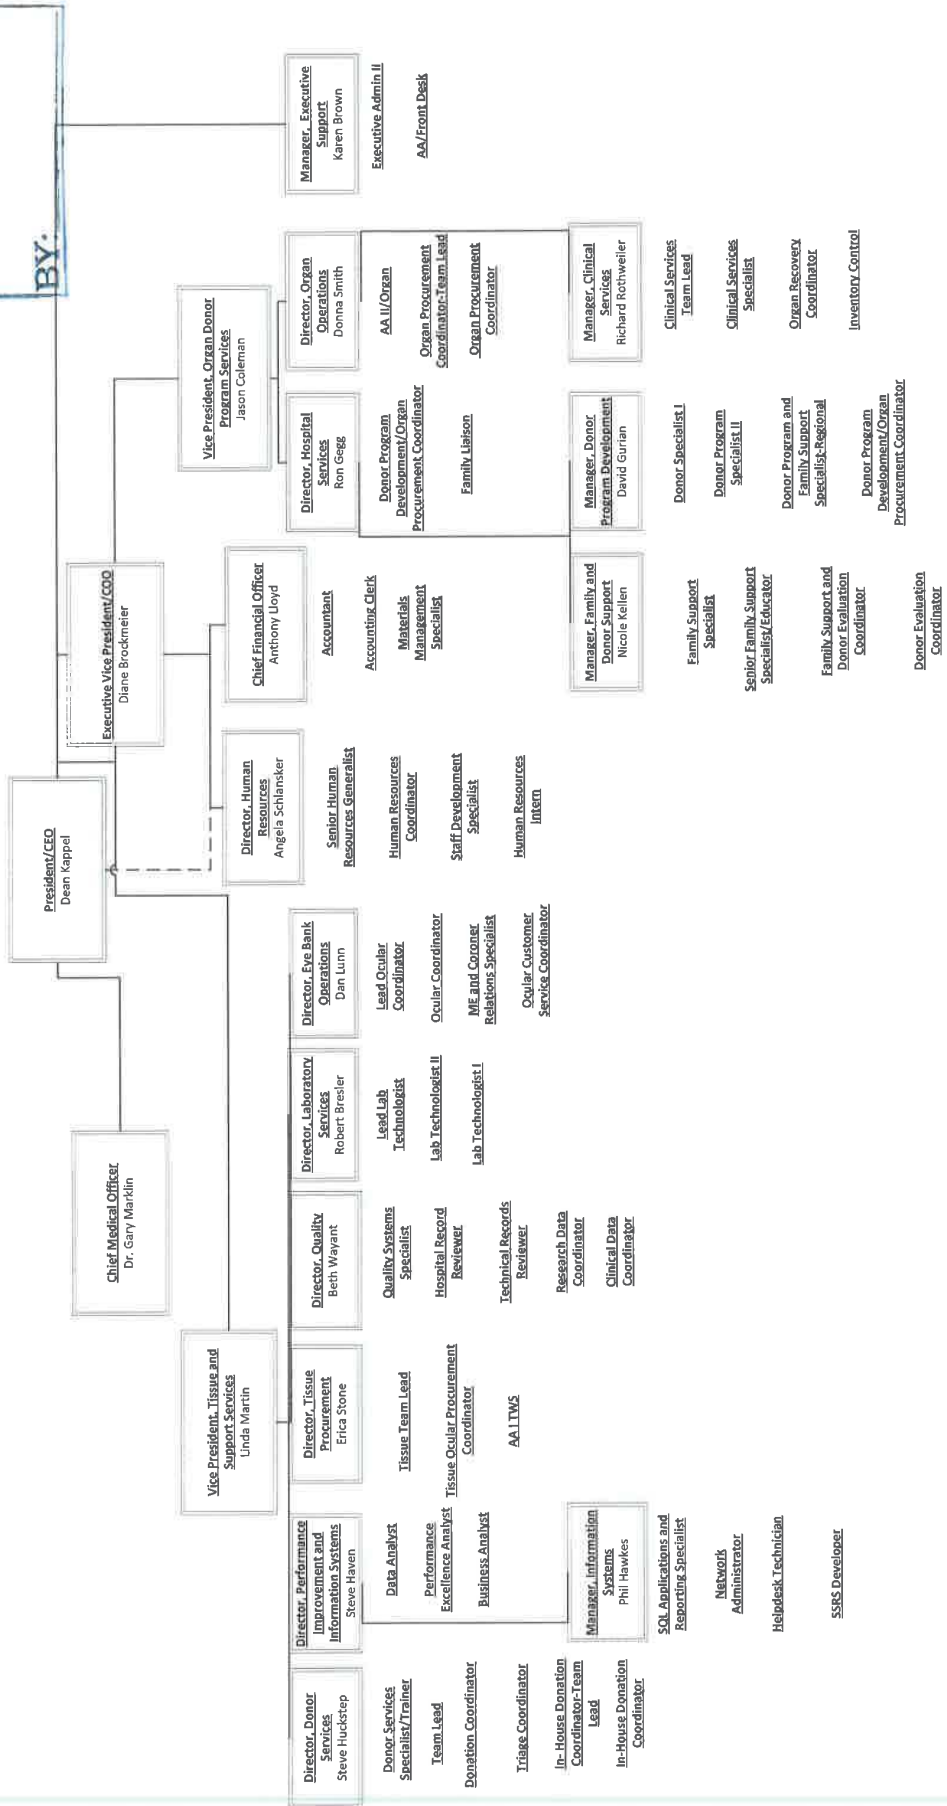 BY:
President/CEO
Dean Kappel
Chief Medical Officer
Dr. Gary Marklin
Executive Vice President/COO
Diane Brockmeier
Vice President, Tissue and
Support Services
Linda Martin
Vice President, Organ Donor
Program Services
Jason Coleman
Director, Human
Resources
Angela Schlansker
Senior Human
Resources Generalist
Human Resources
Coordinator
Staff Development
Specialist
Human Resources
Intern
Chief Financial Officer
Anthony Lloyd
Accountant
Accounting Clerk
Materials
Management
Specialist
Director, Donor
Services
Steve Huckstep
Donor Services
Specialist/Trainer
Team Lead
Donation Coordinator
Triage Coordinator
In- House Donation
Coordinator-Team
Lead
In-House Donation
Coordinator
Director, Performance
Improvement and
Information Systems
Steve Haven
Data Analyst
Performance
Excellence Analyst
Business Analyst
Manager, Information
Systems
Phil Hawkes
SQL Applications and
Reporting Specialist
Network
Administrator
Helpdesk Technician
SSRS Developer
Director, Tissue
Procurement
Erica Stone
Tissue Team Lead
Tissue Ocular Procurement
Coordinator
AA I TWS
Director, Quality
Beth Wayant
Quality Systems
Specialist
Hospital Record
Reviewer
Technical Records
Reviewer
Research Data
Coordinator
Clinical Data
Coordinator
Director, Laboratory
Services
Robert Bresler
Lead Lab
Technologist
Lab Technologist II
Lab Technologist I
Director, Eye Bank
Operations
Dan Lunn
Lead Ocular
Coordinator
Ocular Coordinator
ME and Coroner
Relations Specialist
Ocular Customer
Service Coordinator
Director, Hospital
Services
Ron Gegg
Donor Program
Development/Organ
Procurement Coordinator
Family Liaison
Director, Organ
Operations
Donna Smith
AA II/Organ
Organ Procurement
Coordinator-Team Lead
Organ Procurement
Coordinator
Manager, Executive
Support
Karen Brown
Executive Admin II
AA/Front Desk
Manager, Family and
Donor Support
Nicole Kellen
Family Support
Specialist
Senior Family Support
Specialist/Educator
Family Support and
Donor Evaluation
Coordinator
Donor Evaluation
Coordinator
Manager, Donor
Program Development
David Gurian
Donor Specialist I
Donor Program
Specialist II
Donor Program and
Family Support
Specialist-Regional
Donor Program
Development/Organ
Procurement Coordinator
Manager, Clinical
Services
Richard Rothweiler
Clinical Services
Team Lead
Clinical Services
Specialist
Organ Recovery
Coordinator
Inventory Control